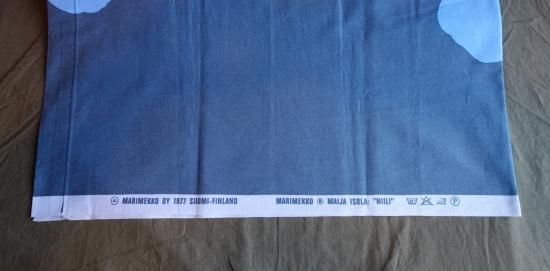 © MARIMEKKO OY 1977 SUOMI-FINLAND MARIMEKKO ® MAIJA ISOLA: "NIILI" P